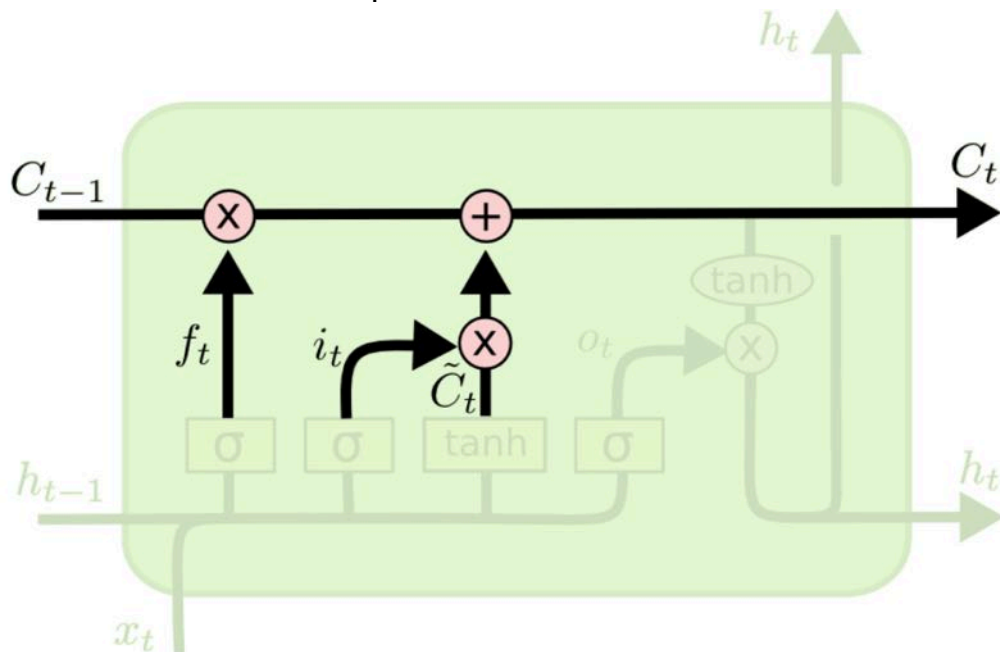 h_t
C_{t-1}
C_t
x
+
tanh
f_t
i_t
x
o_t
x
C̃_t
σ
σ
tanh
σ
h_{t-1}
h_t
x_t